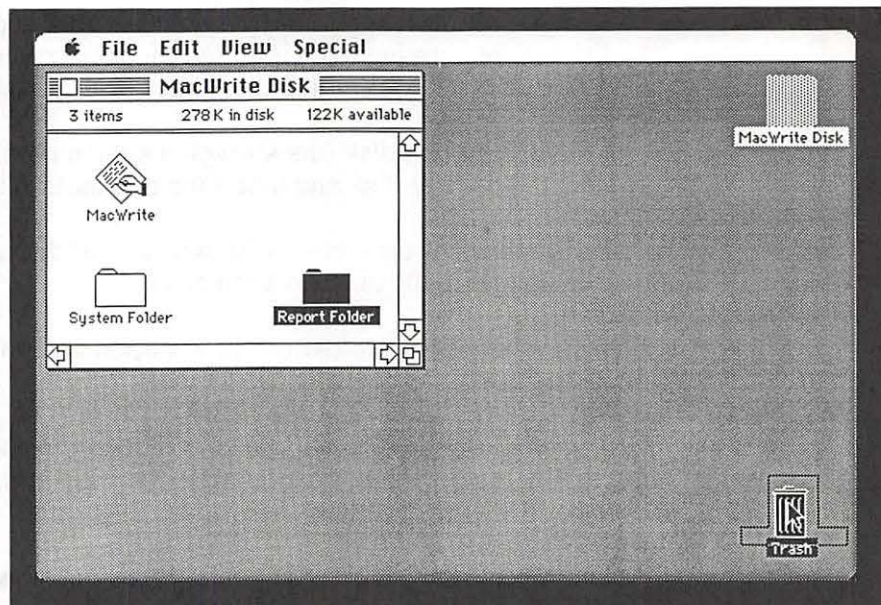 File Edit View Special
MacWrite Disk
3 items 278K in disk 122K available
MacWrite Disk
MacWrite
System Folder Report Folder
Trash